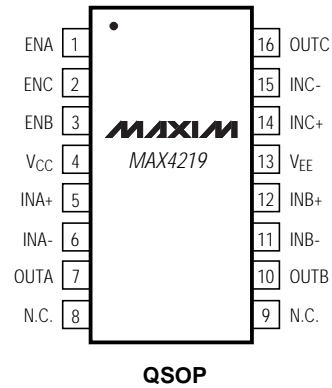 ENA 1 16 OUTC
ENC 2 15 INC-
ENB 3 MAXIM 14 INC+
VCC 4 MAX4219 13 VEE
INA+ 5 12 INB+
INA- 6 11 INB-
OUTA 7 10 OUTB
N.C. 8 9 N.C.
QSOP